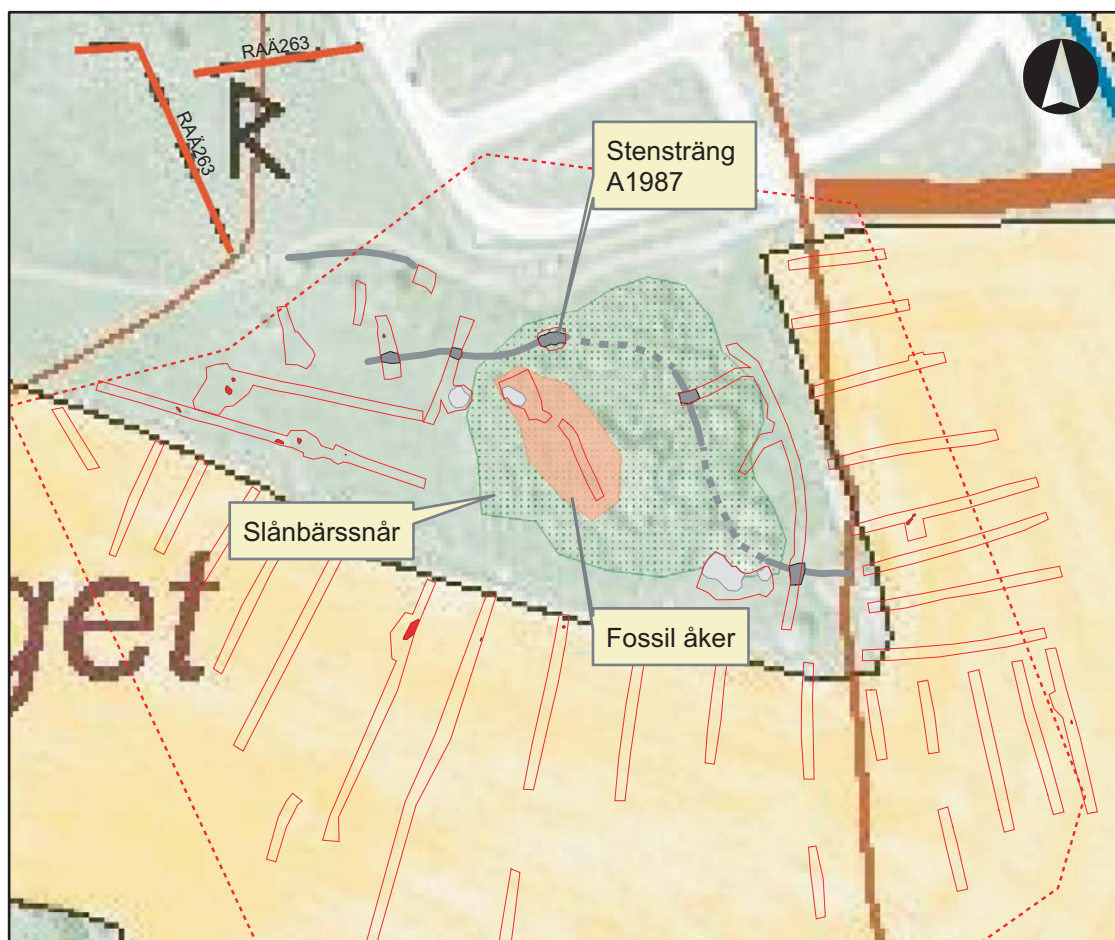 RAÄ263
RAÄ263
R
Stensträng
A1987
Slånbärssnår
Fossil åker
get